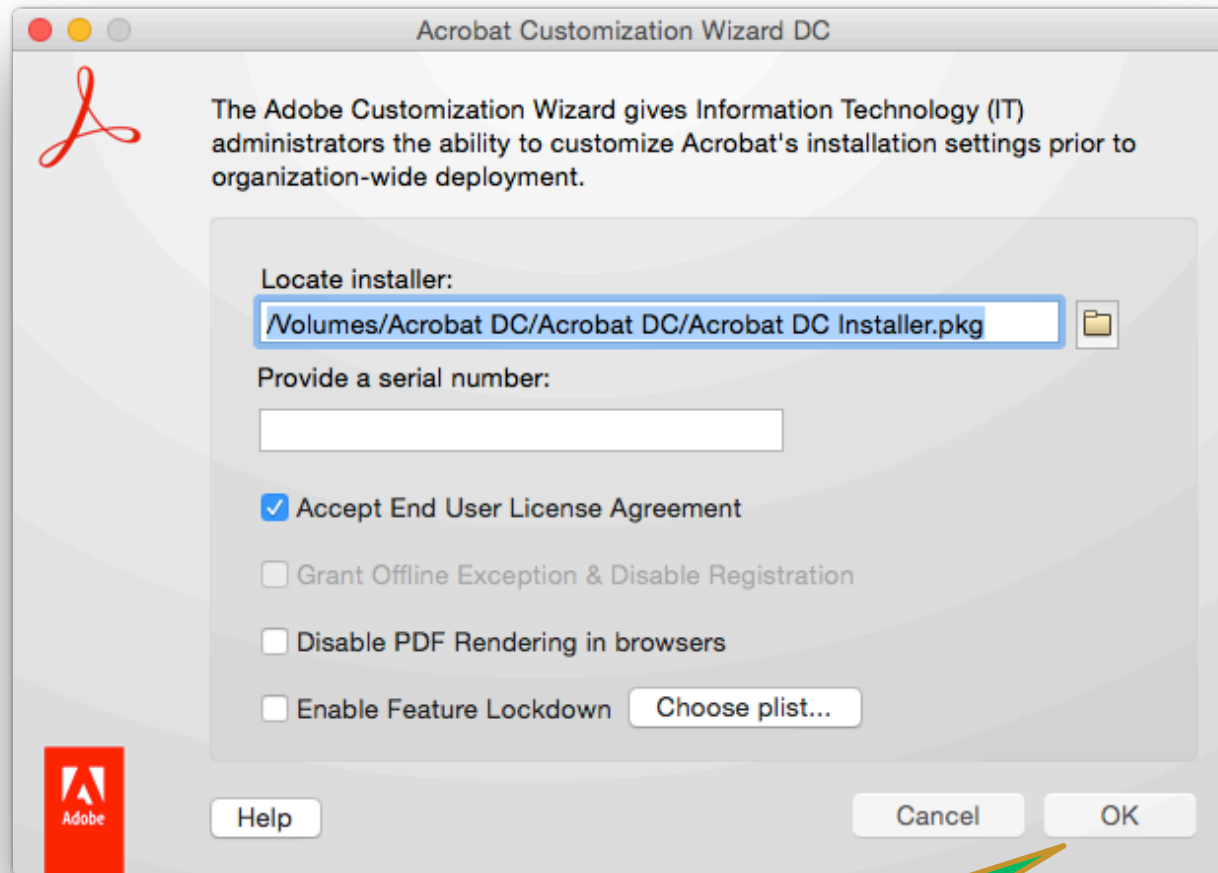 Acrobat Customization Wizard DC
The Adobe Customization Wizard gives Information Technology (IT)
administrators the ability to customize Acrobat's installation settings prior to
organization-wide deployment.
Locate installer:
/Volumes/Acrobat DC/Acrobat DC/Acrobat DC Installer.pkg
Provide a serial number:
Accept End User License Agreement
Grant Offline Exception & Disable Registration
Disable PDF Rendering in browsers
Enable Feature Lockdown Choose plist...
Adobe
Help Cancel OK